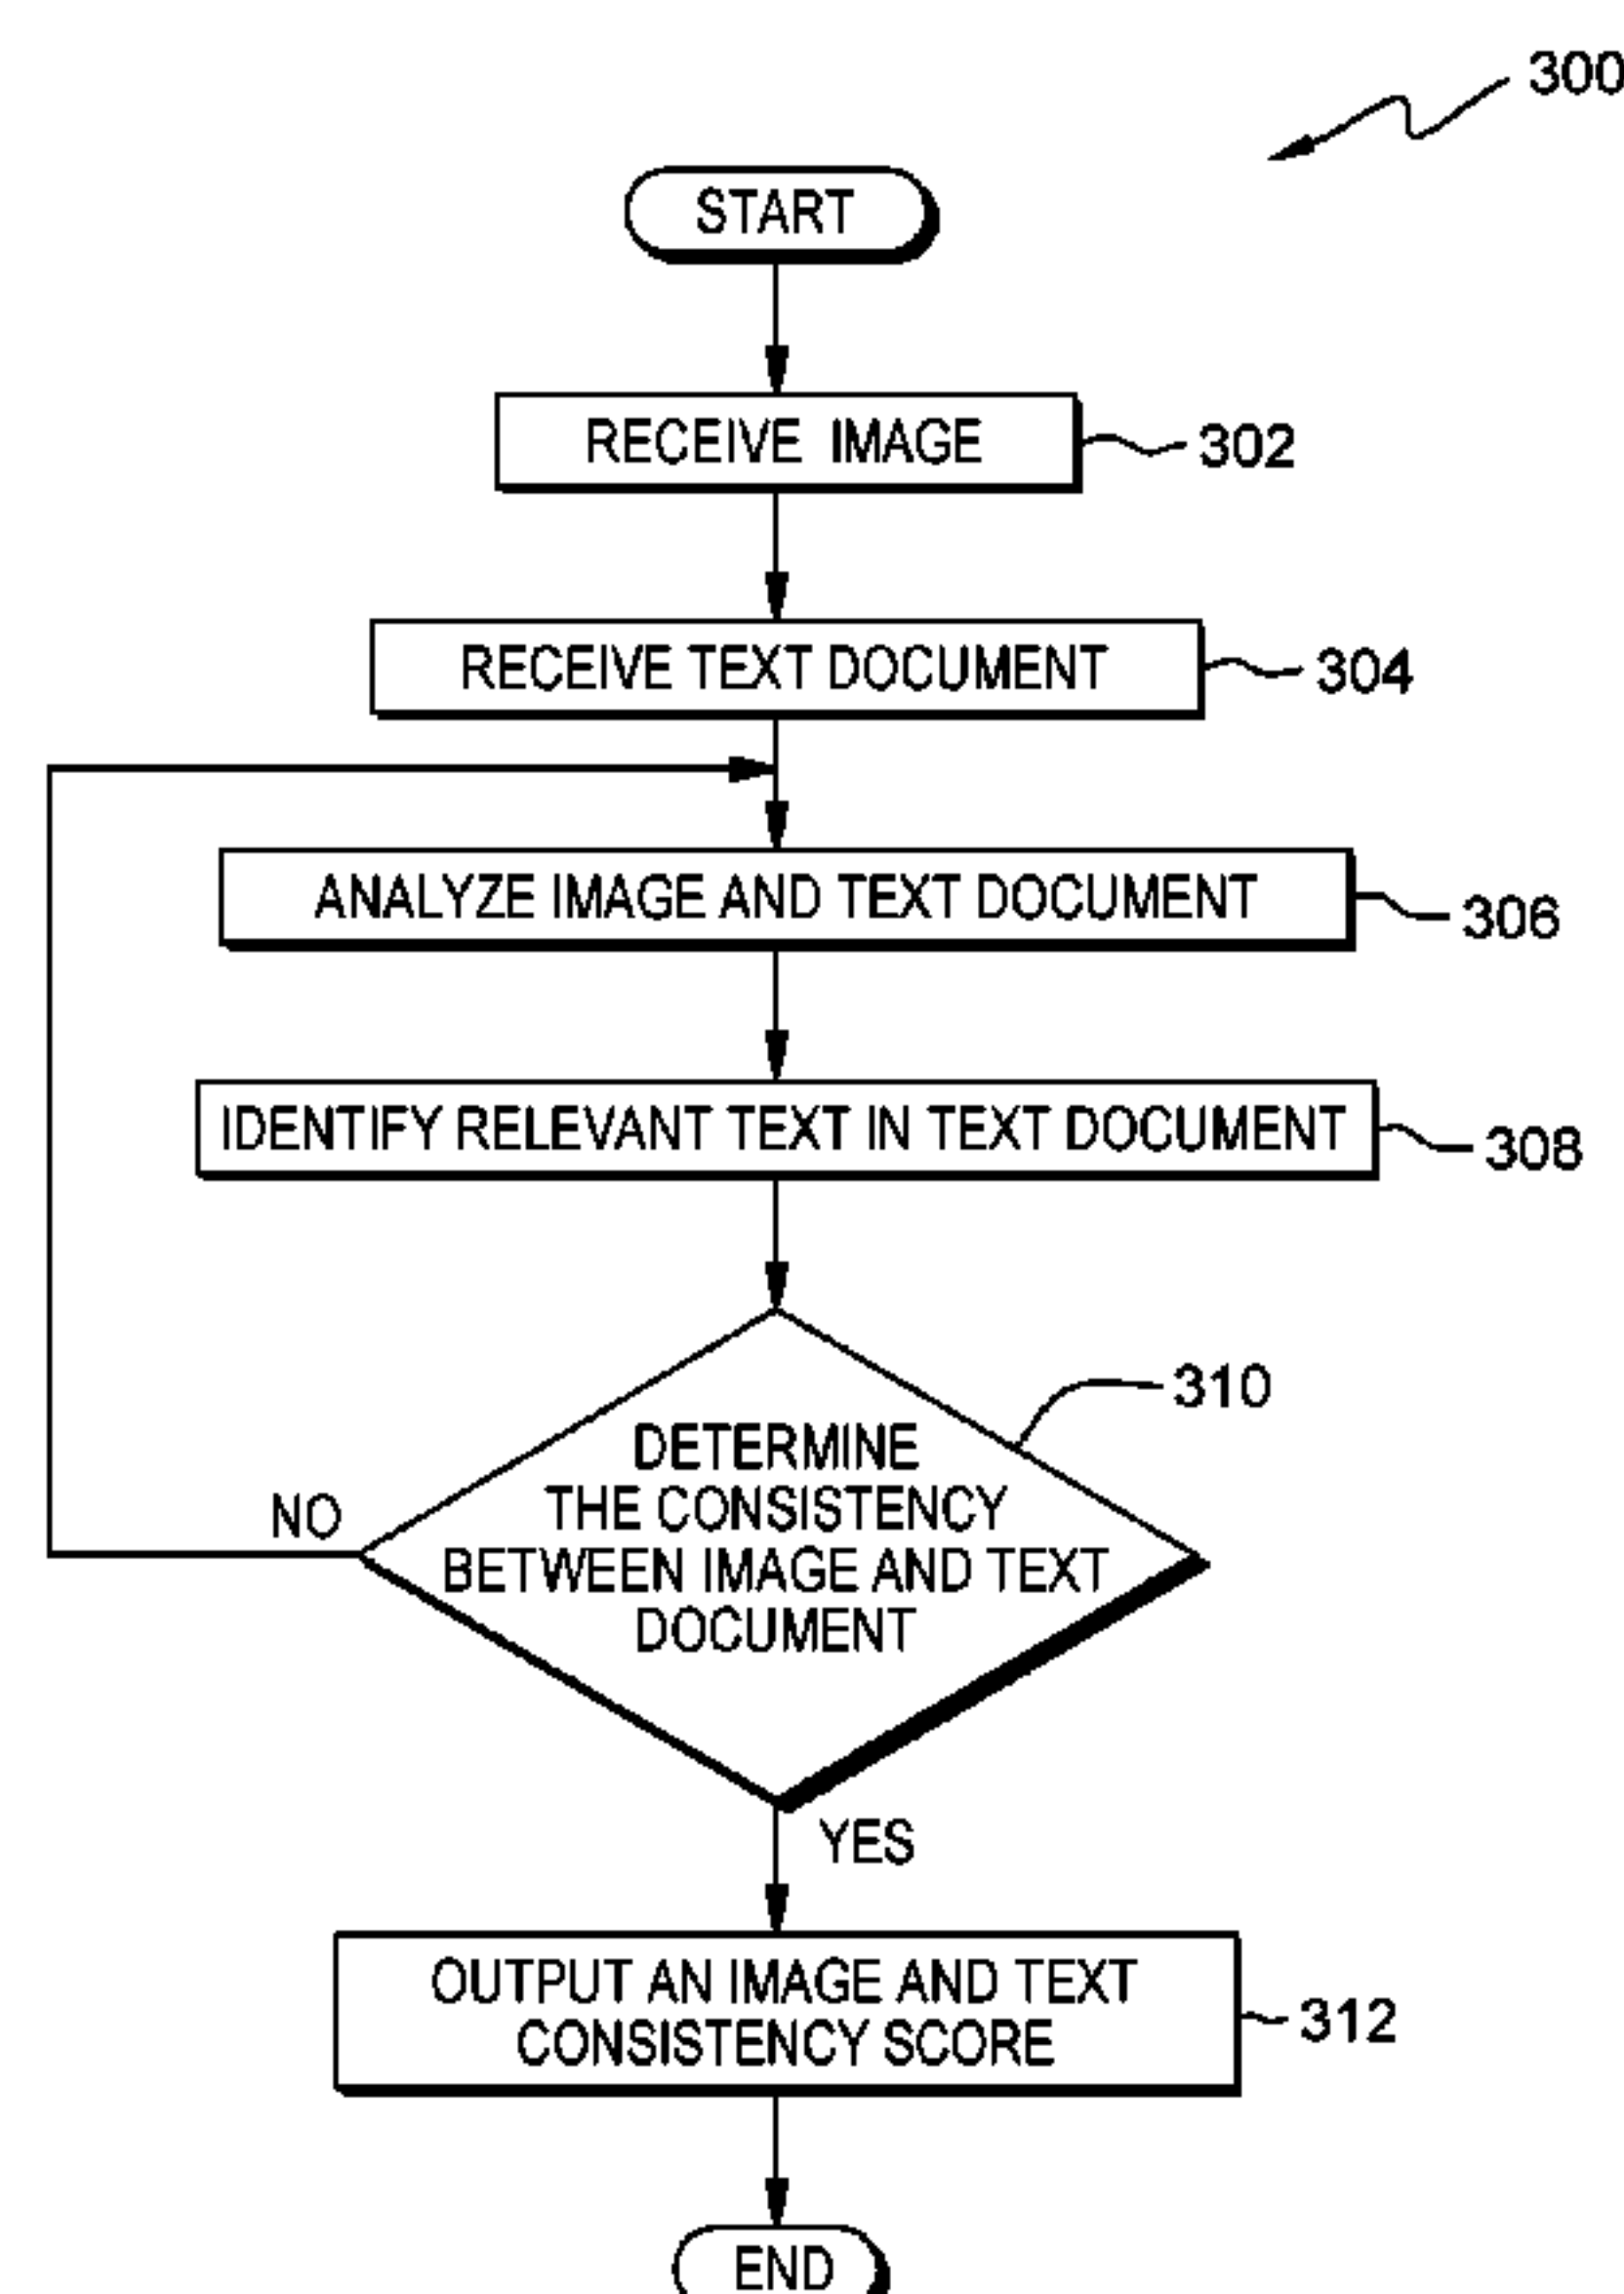 300
START
RECEIVE IMAGE
302
RECEIVE TEXT DOCUMENT
304
ANALYZE IMAGE AND TEXT DOCUMENT
306
IDENTIFY RELEVANT TEXT IN TEXT DOCUMENT
308
310
DETERMINE
THE CONSISTENCY
BETWEEN IMAGE AND TEXT
DOCUMENT
NO
YES
OUTPUT AN IMAGE AND TEXT
CONSISTENCY SCORE
312
END